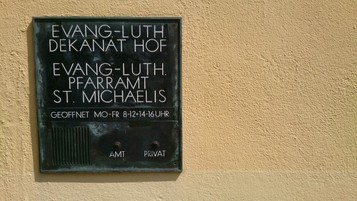 EVANG-LUTH
DEKANAT HOF
EVANG-LUTH.
PFARRAMT
ST. MICHAELIS
GEÖFFNET MO-FR 8-12+14-16 UHR
AMT PRIVAT